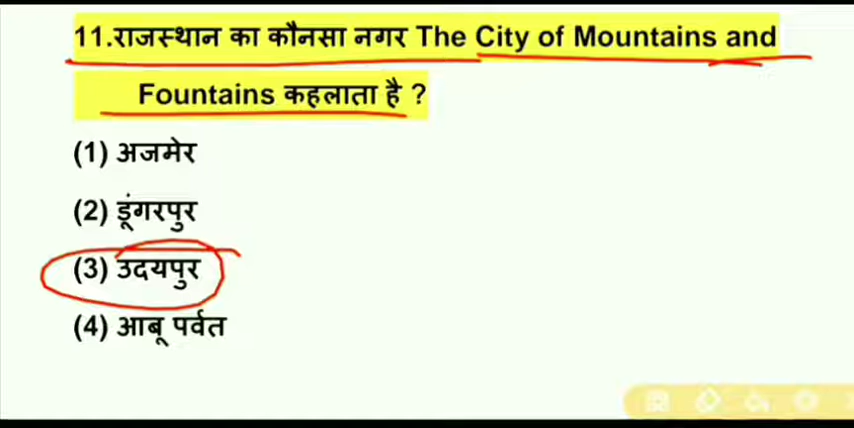 11.राजस्थान का कौनसा नगर The City of Mountains and
Fountains कहलाता है ?
(1) अजमेर
(2) डूंगरपुर
(3) उदयपुर
(4) आबू पर्वत